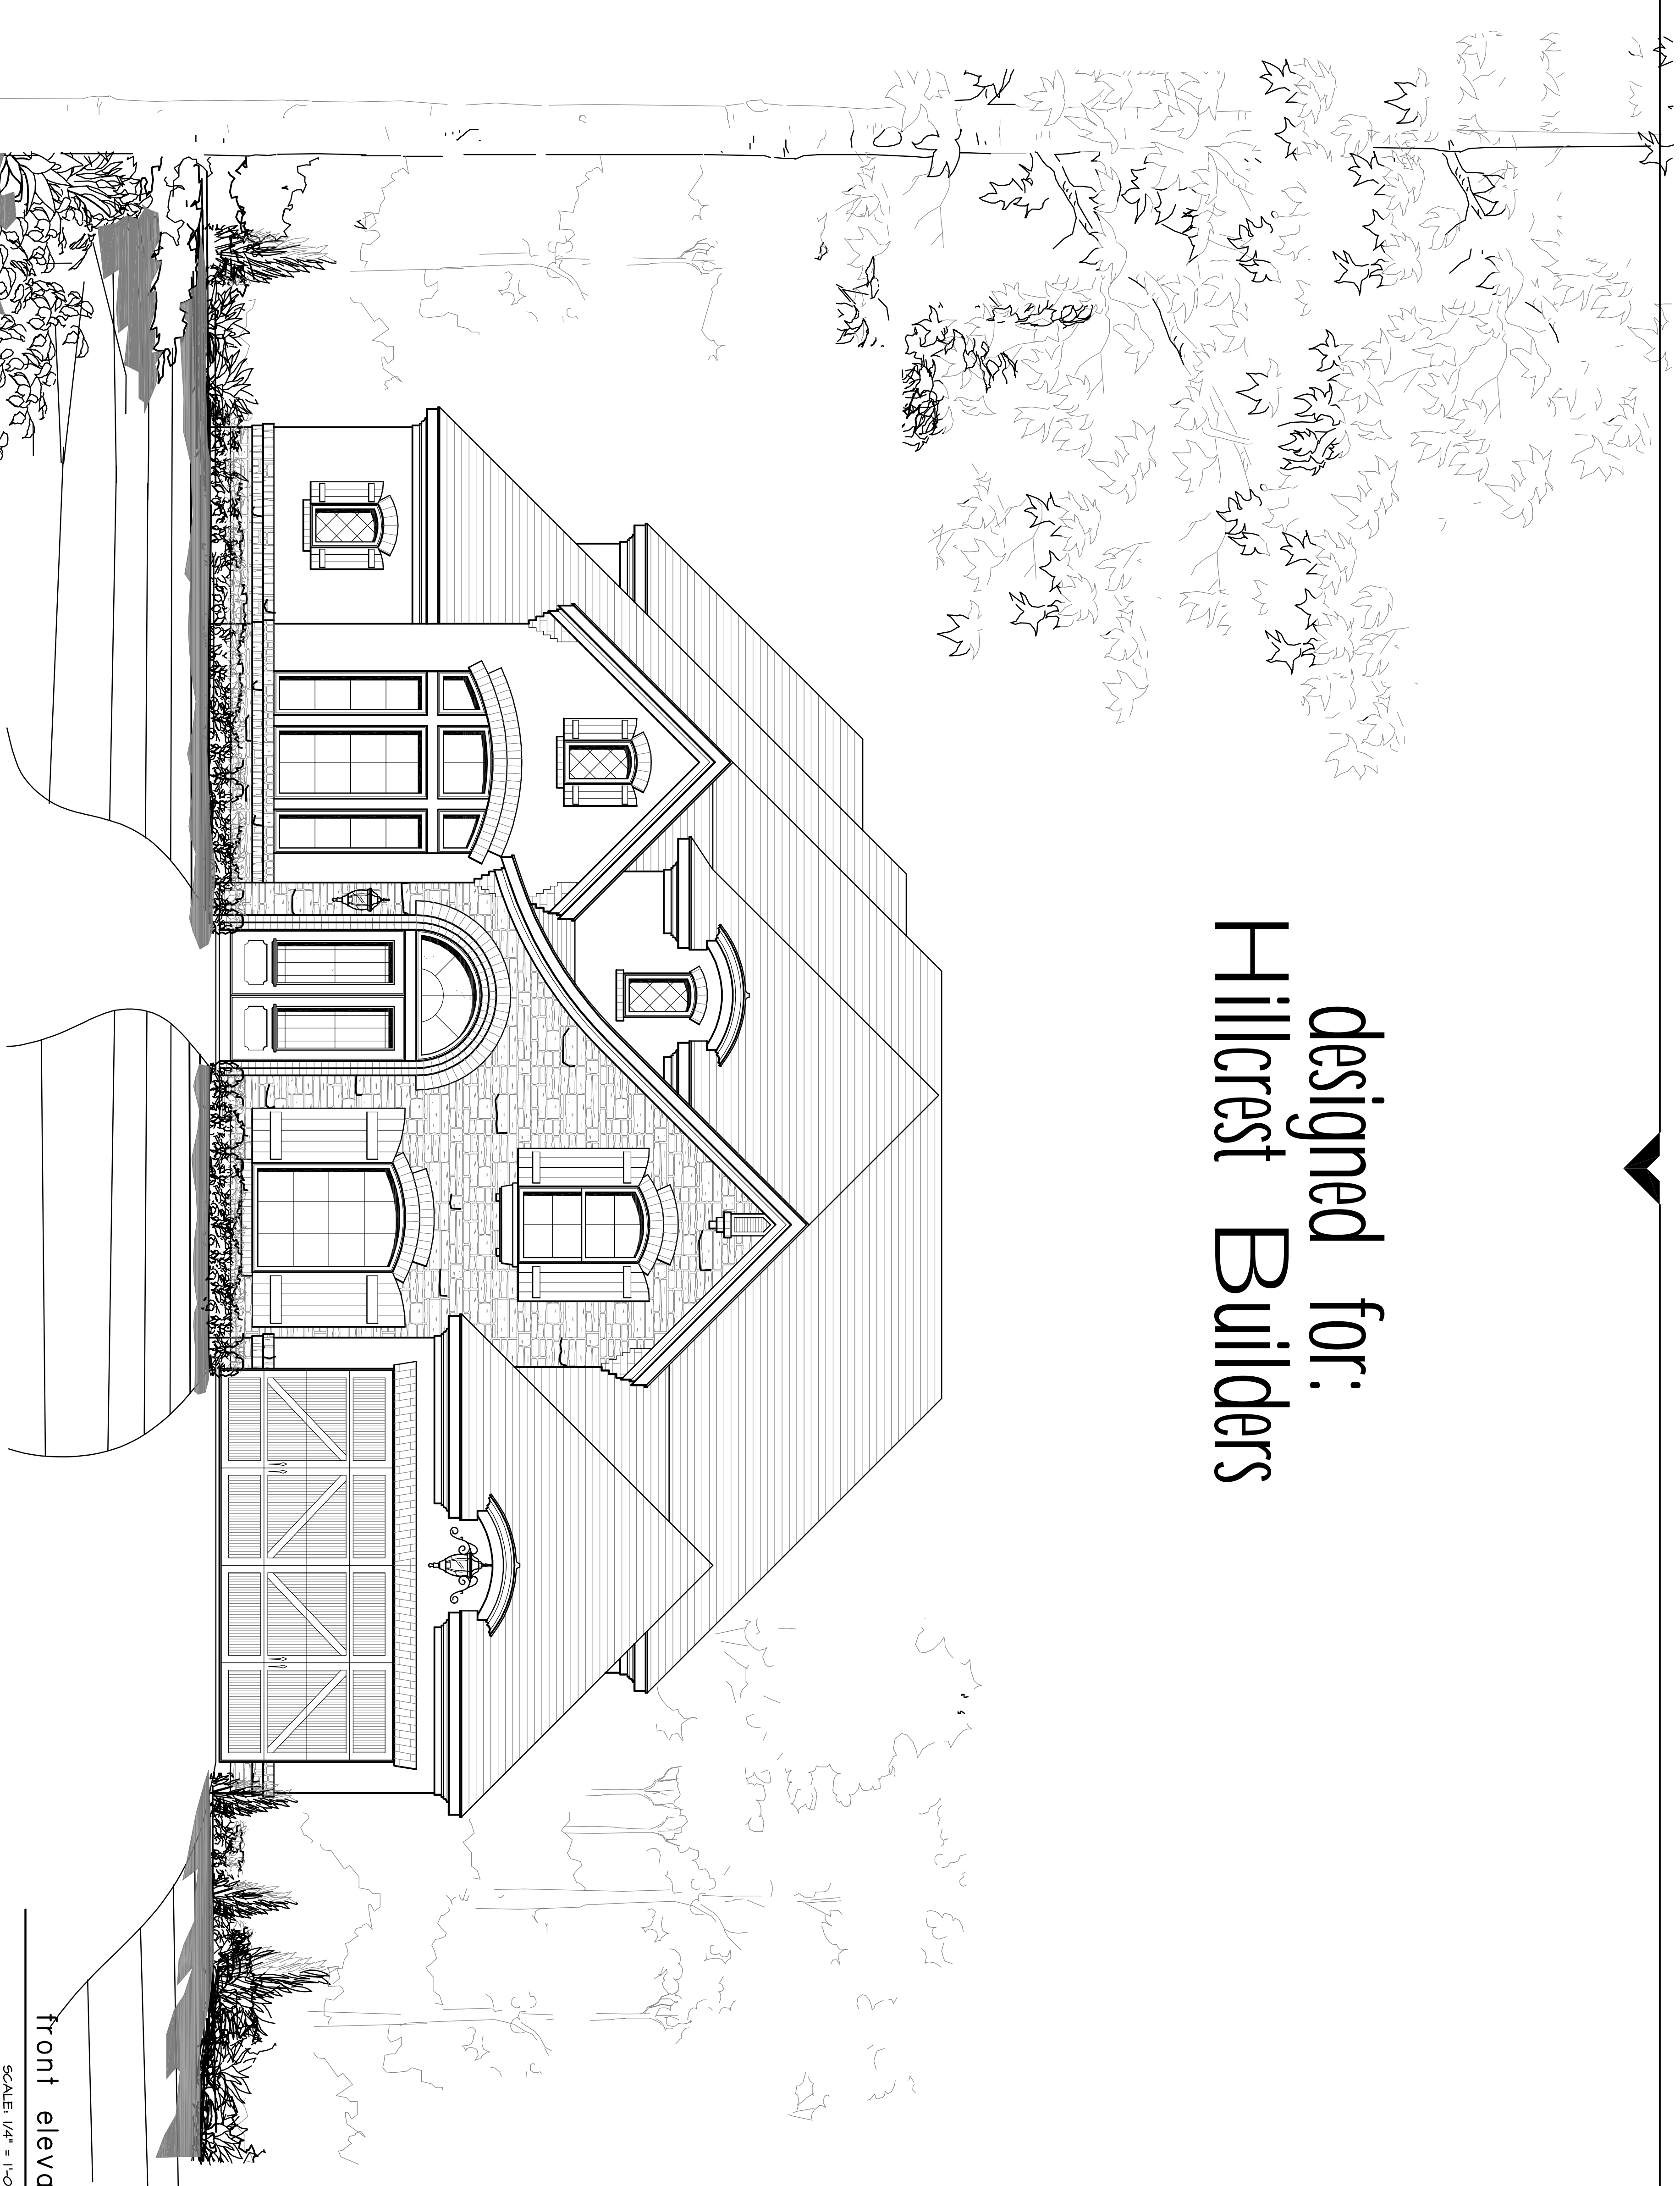 designed for:
Hillcrest Builders
front eleva
SCALE: 1/4" = 1'-0